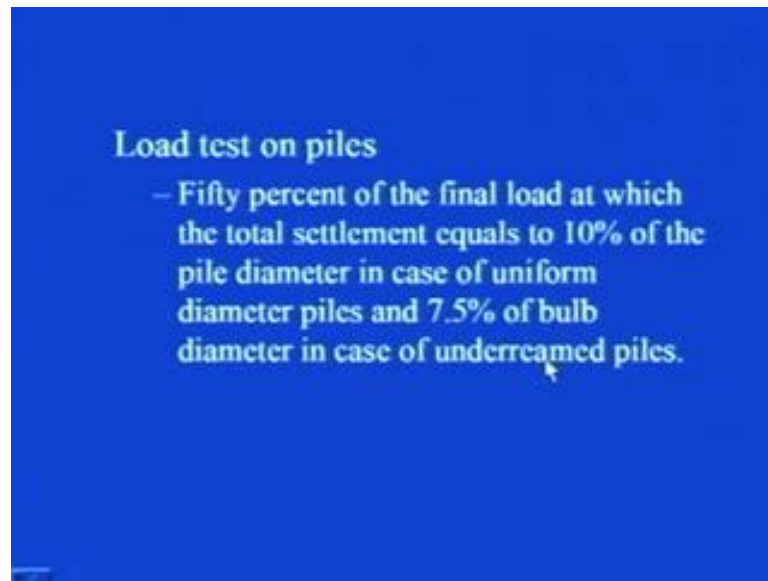 Load test on piles
– Fifty percent of the final load at which
the total settlement equals to 10% of the
pile diameter in case of uniform
diameter piles and 7.5% of bulb
diameter in case of underreamed piles.